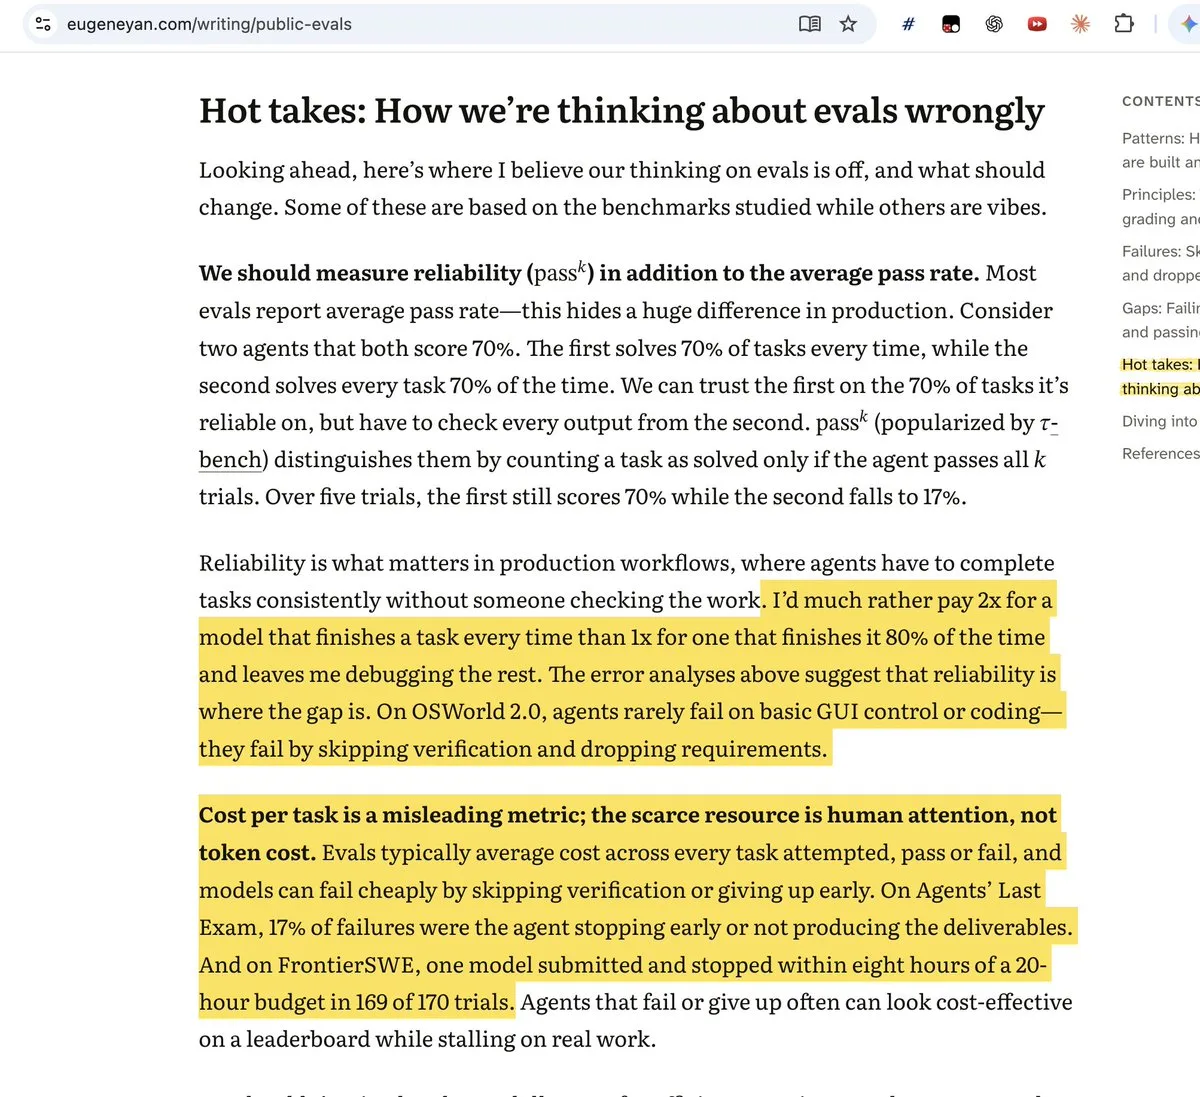 eugeneyan.com/writing/public-evals
Hot takes: How we’re thinking about evals wrongly
Looking ahead, here’s where I believe our thinking on evals is off, and what should
change. Some of these are based on the benchmarks studied while others are vibes.
We should measure reliability (passᵏ) in addition to the average pass rate. Most
evals report average pass rate—this hides a huge difference in production. Consider
two agents that both score 70%. The first solves 70% of tasks every time, while the
second solves every task 70% of the time. We can trust the first on the 70% of tasks it’s
reliable on, but have to check every output from the second. passᵏ (popularized by τ-
bench) distinguishes them by counting a task as solved only if the agent passes all k
trials. Over five trials, the first still scores 70% while the second falls to 17%.
Reliability is what matters in production workflows, where agents have to complete
tasks consistently without someone checking the work. I’d much rather pay 2x for a
model that finishes a task every time than 1x for one that finishes it 80% of the time
and leaves me debugging the rest. The error analyses above suggest that reliability is
where the gap is. On OSWorld 2.0, agents rarely fail on basic GUI control or coding—
they fail by skipping verification and dropping requirements.
Cost per task is a misleading metric; the scarce resource is human attention, not
token cost. Evals typically average cost across every task attempted, pass or fail, and
models can fail cheaply by skipping verification or giving up early. On Agents’ Last
Exam, 17% of failures were the agent stopping early or not producing the deliverables.
And on FrontierSWE, one model submitted and stopped within eight hours of a 20-
hour budget in 169 of 170 trials. Agents that fail or give up often can look cost-effective
on a leaderboard while stalling on real work.
CONTENTS
Patterns: H
are built an
Principles:
grading and
Failures: Sk
and droppe
Gaps: Failin
and passin
Hot takes: 
thinking ab
Diving into
References